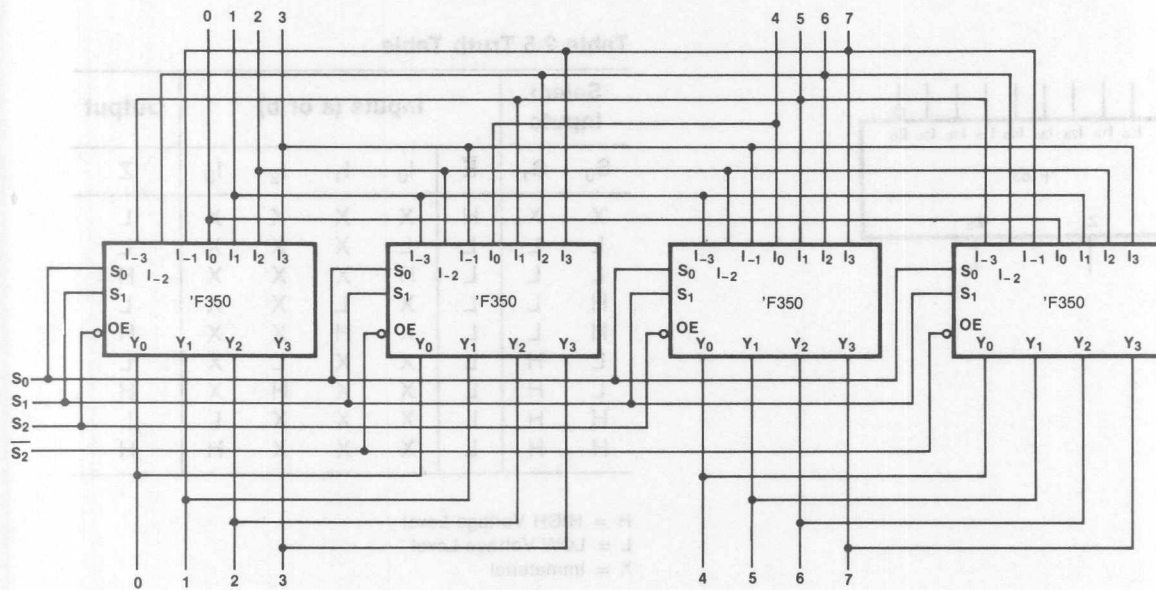 0 1 2 3 4 5 6 7
I₋₃ I₋₁ I₀ I₁ I₂ I₃ I₋₃ I₋₁ I₀ I₁ I₂ I₃ I₋₃ I₋₁ I₀ I₁ I₂ I₃ I₋₃ I₋₁ I₀ I₁ I₂ I₃
S₀ I₋₂ S₀ I₋₂ S₀ I₋₂ S₀ I₋₂
S₁ 'F350 S₁ 'F350 S₁ 'F350 S₁ 'F350
OE OE OE OE
Y₀ Y₁ Y₂ Y₃ Y₀ Y₁ Y₂ Y₃ Y₀ Y₁ Y₂ Y₃ Y₀ Y₁ Y₂ Y₃
S₀
S₁
S₂
S̅₂
0 1 2 3 4 5 6 7